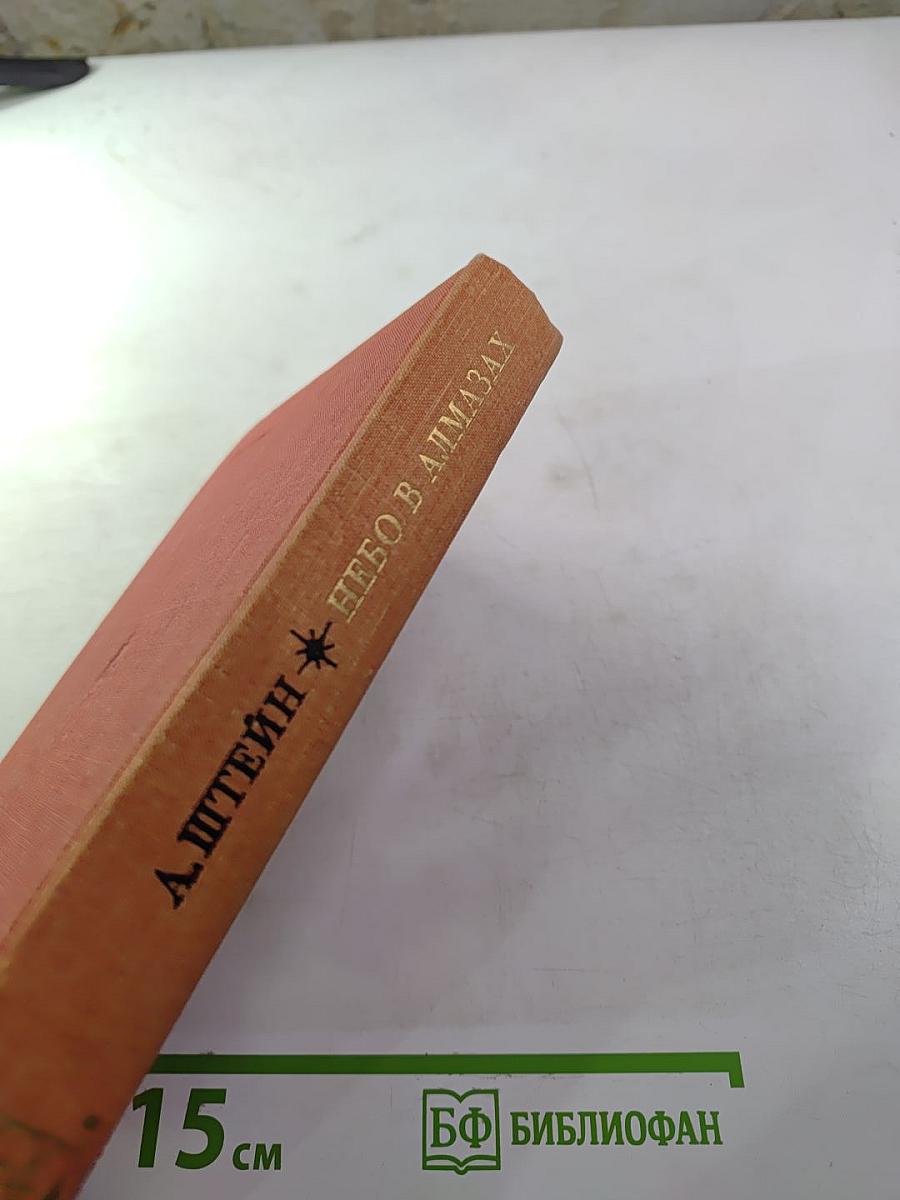 А. ШТЕЙН НЕБО В АЛМАЗАХ
15 см
БФ БИБЛИОФАН